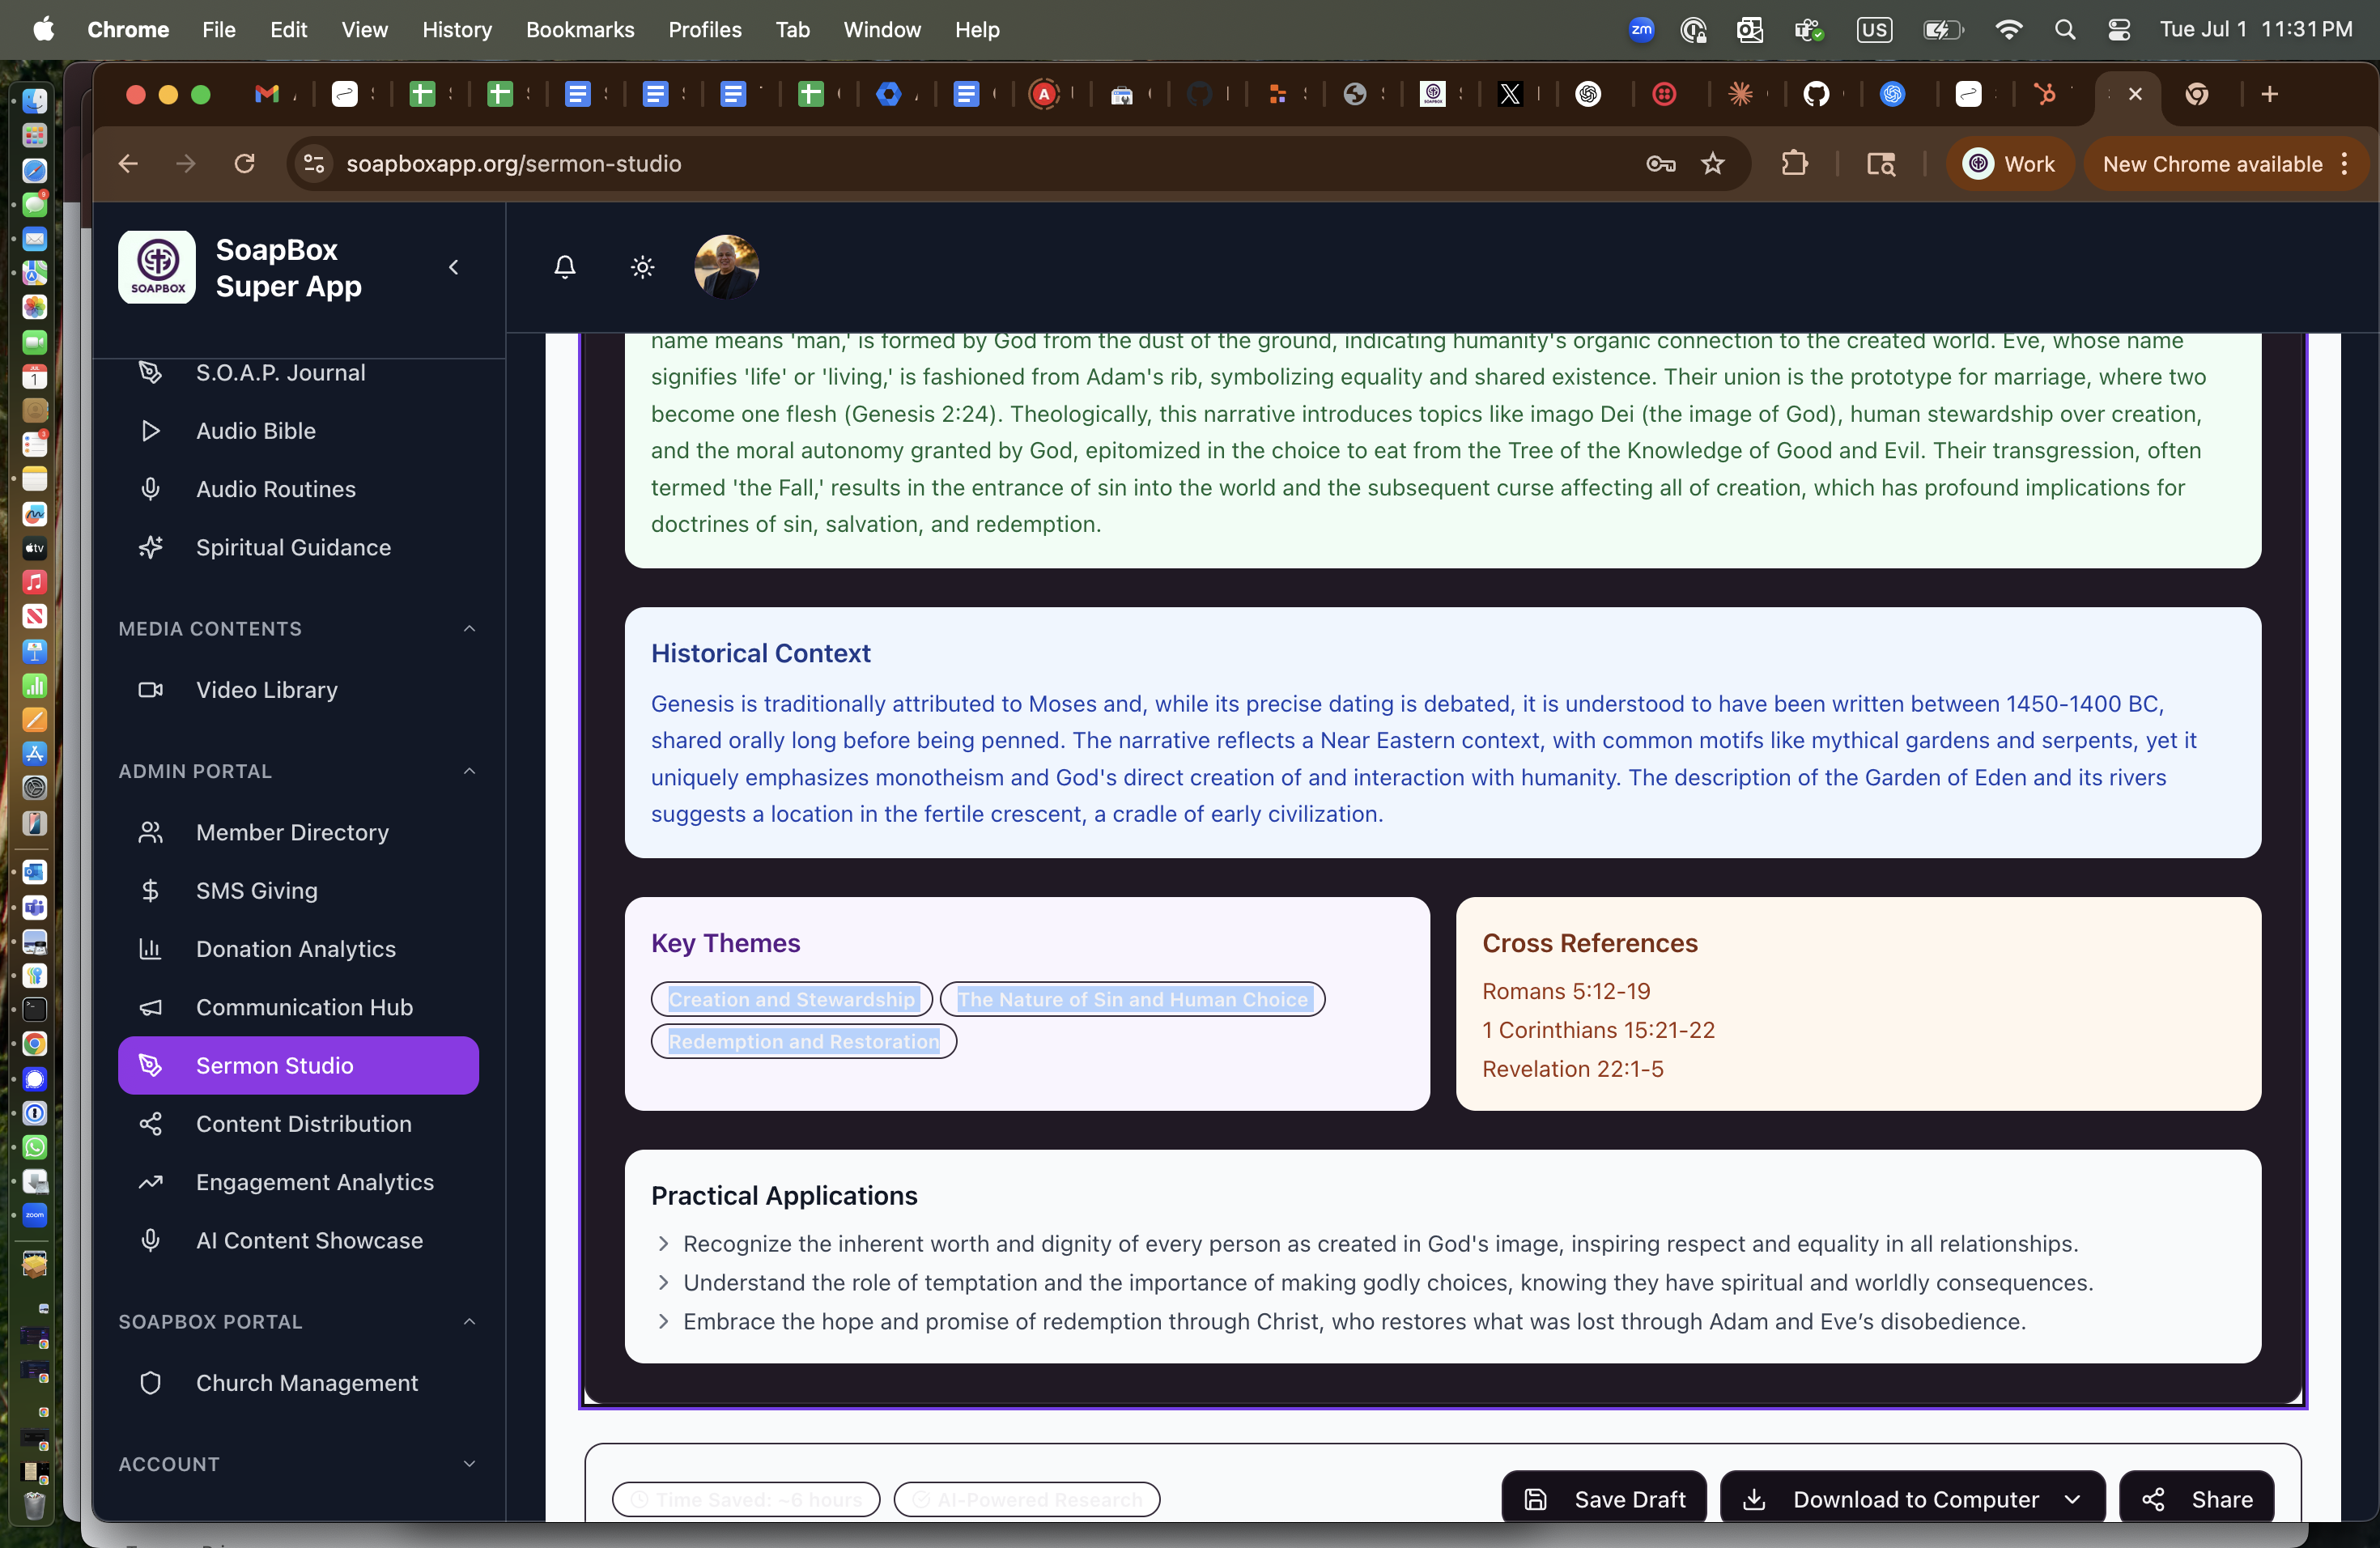 Chrome File Edit View History Bookmarks Profiles Tab Window Help
zm US Tue Jul 1 11:31 PM
soapboxapp.org/sermon-studio
Work
New Chrome available
SOAPBOX
SoapBox
Super App
S.O.A.P. Journal
Audio Bible
Audio Routines
Spiritual Guidance
MEDIA CONTENTS
Video Library
ADMIN PORTAL
Member Directory
SMS Giving
Donation Analytics
Communication Hub
Sermon Studio
Content Distribution
Engagement Analytics
AI Content Showcase
SOAPBOX PORTAL
Church Management
ACCOUNT
name means 'man,' is formed by God from the dust of the ground, indicating humanity's organic connection to the created world. Eve, whose name
signifies 'life' or 'living,' is fashioned from Adam's rib, symbolizing equality and shared existence. Their union is the prototype for marriage, where two
become one flesh (Genesis 2:24). Theologically, this narrative introduces topics like imago Dei (the image of God), human stewardship over creation,
and the moral autonomy granted by God, epitomized in the choice to eat from the Tree of the Knowledge of Good and Evil. Their transgression, often
termed 'the Fall,' results in the entrance of sin into the world and the subsequent curse affecting all of creation, which has profound implications for
doctrines of sin, salvation, and redemption.
Historical Context
Genesis is traditionally attributed to Moses and, while its precise dating is debated, it is understood to have been written between 1450-1400 BC,
shared orally long before being penned. The narrative reflects a Near Eastern context, with common motifs like mythical gardens and serpents, yet it
uniquely emphasizes monotheism and God's direct creation of and interaction with humanity. The description of the Garden of Eden and its rivers
suggests a location in the fertile crescent, a cradle of early civilization.
Key Themes
Creation and Stewardship
The Nature of Sin and Human Choice
Redemption and Restoration
Cross References
Romans 5:12-19
1 Corinthians 15:21-22
Revelation 22:1-5
Practical Applications
Recognize the inherent worth and dignity of every person as created in God's image, inspiring respect and equality in all relationships.
Understand the role of temptation and the importance of making godly choices, knowing they have spiritual and worldly consequences.
Embrace the hope and promise of redemption through Christ, who restores what was lost through Adam and Eve’s disobedience.
Time Saved: ~6 hours
AI-Powered Research
Save Draft
Download to Computer
Share